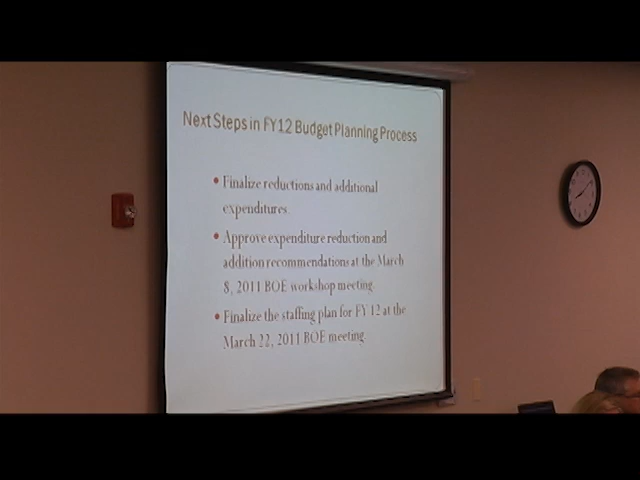 Next Steps in FY12 Budget Planning Process
• Finalize reductions and additional
expenditures.
• Approve expenditure reduction and
addition recommendations at the March
8, 2011 BOE workshop meeting.
• Finalize the staffing plan for FY 12 at the
March 22, 2011 BOE meeting.